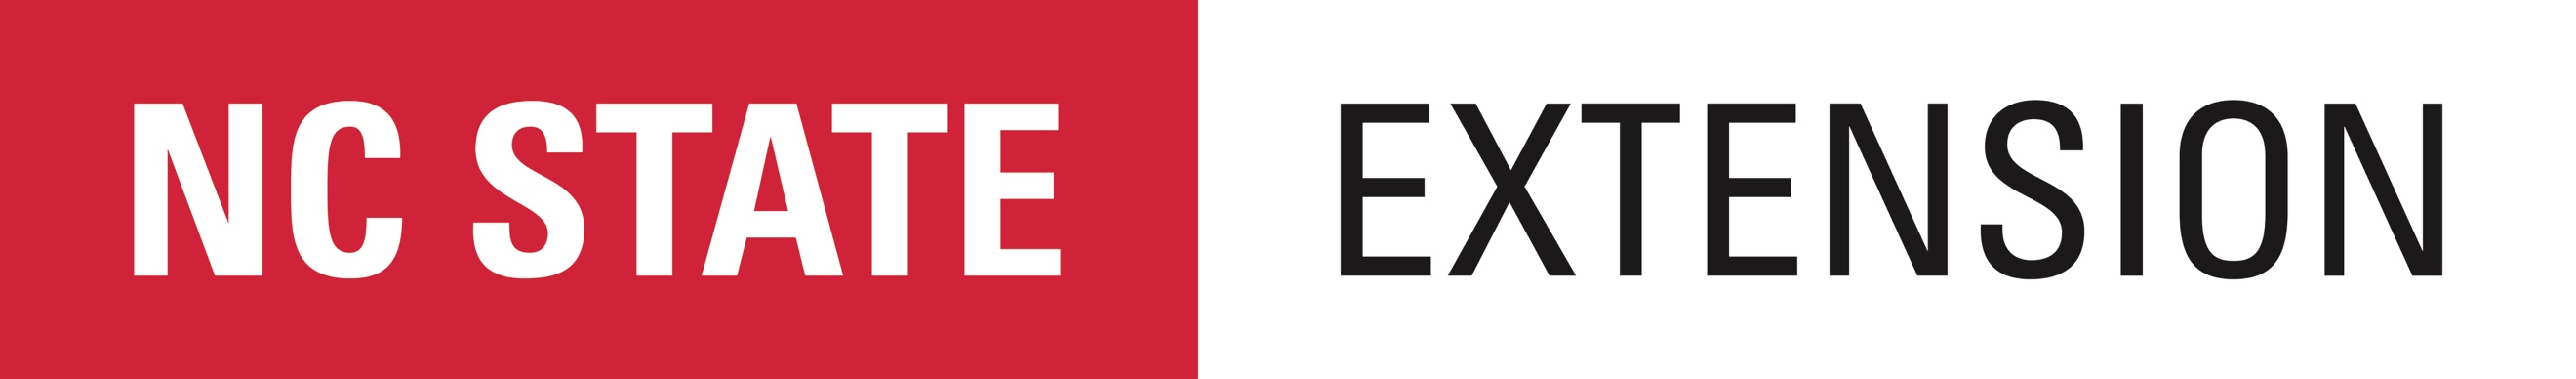 NC STATE EXTENSION